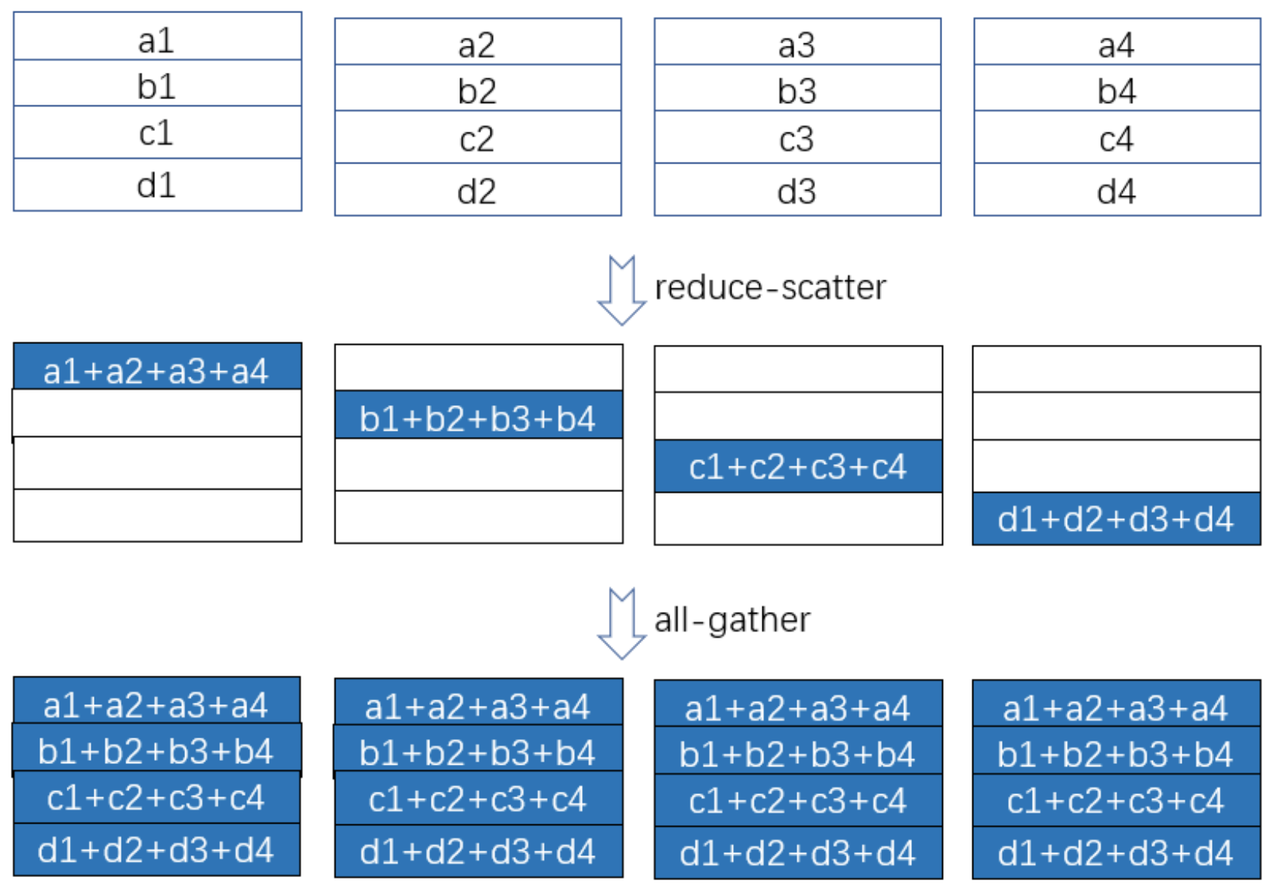 a1 a2 a3 a4
b1 b2 b3 b4
c1 c2 c3 c4
d1 d2 d3 d4
reduce-scatter
a1+a2+a3+a4
b1+b2+b3+b4
c1+c2+c3+c4
d1+d2+d3+d4
all-gather
a1+a2+a3+a4 a1+a2+a3+a4 a1+a2+a3+a4 a1+a2+a3+a4
b1+b2+b3+b4 b1+b2+b3+b4 b1+b2+b3+b4 b1+b2+b3+b4
c1+c2+c3+c4 c1+c2+c3+c4 c1+c2+c3+c4 c1+c2+c3+c4
d1+d2+d3+d4 d1+d2+d3+d4 d1+d2+d3+d4 d1+d2+d3+d4